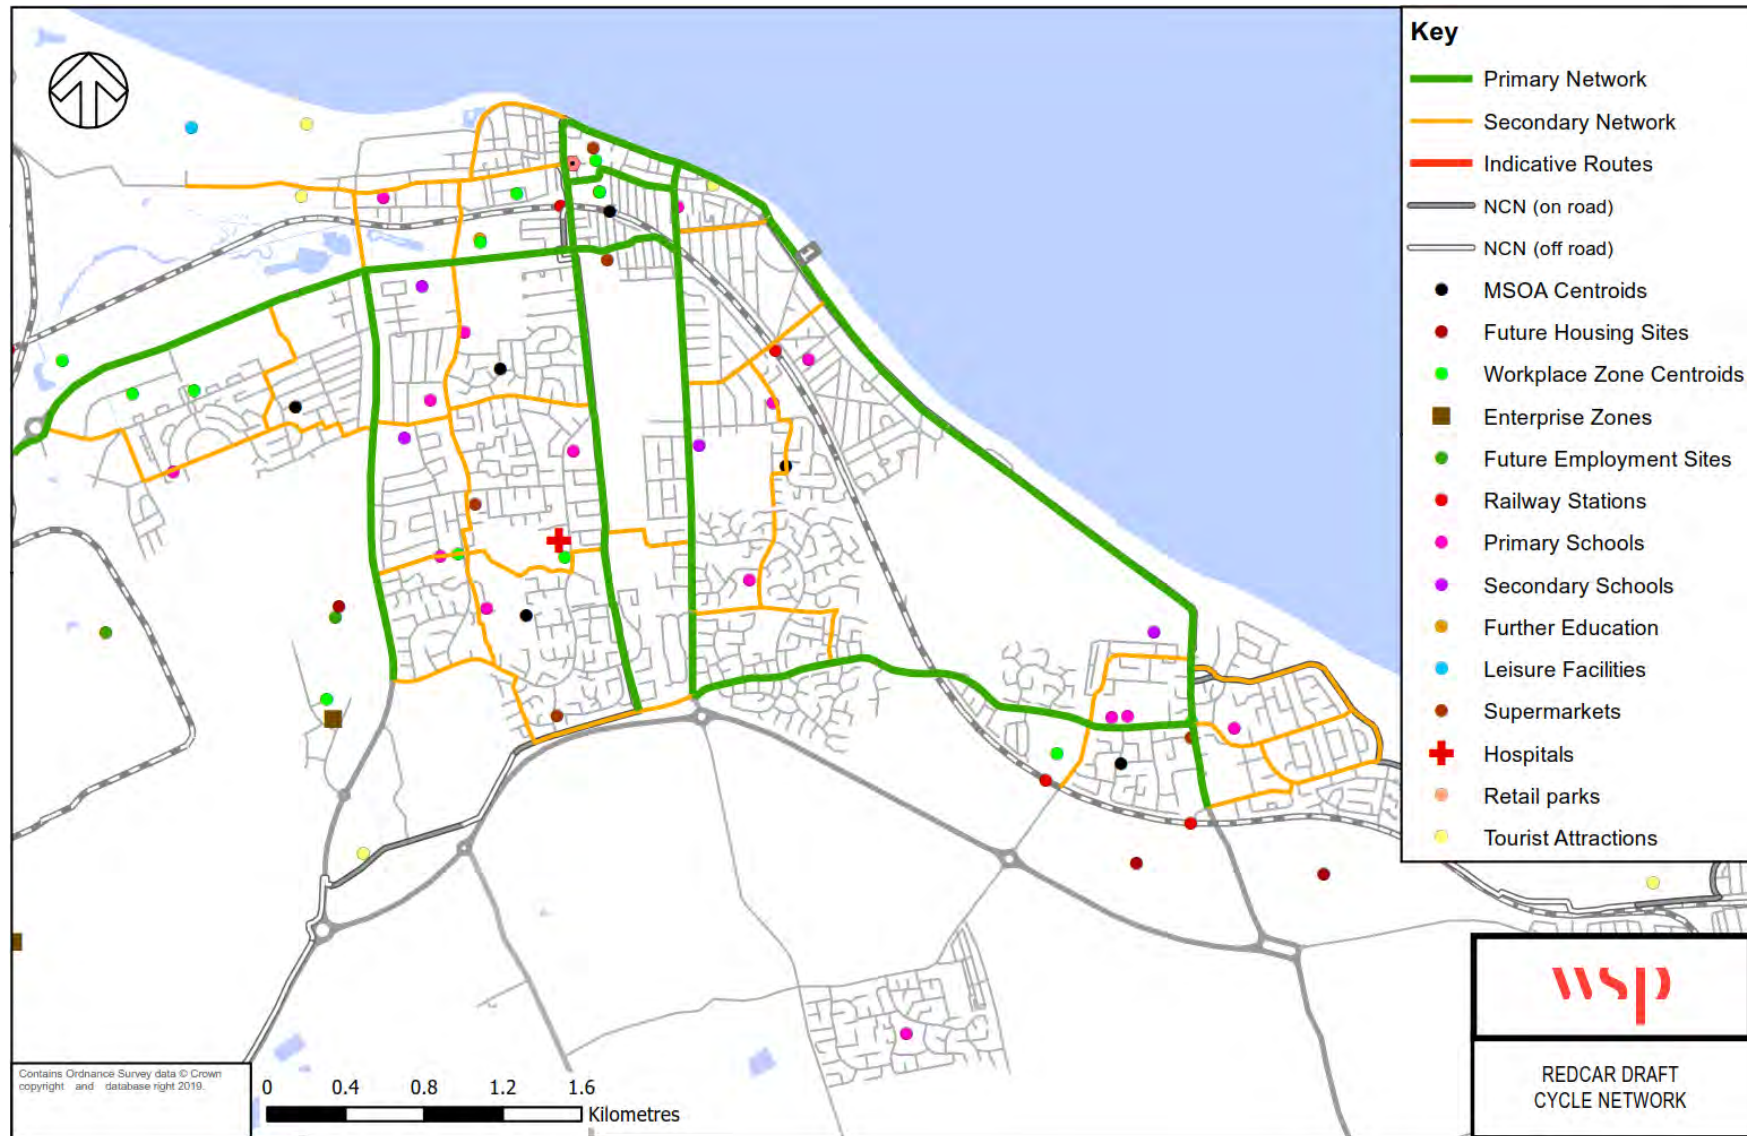 Key
Primary Network
Secondary Network
Indicative Routes
NCN (on road)
NCN (off road)
MSOA Centroids
Future Housing Sites
Workplace Zone Centroids
Enterprise Zones
Future Employment Sites
Railway Stations
Primary Schools
Secondary Schools
Further Education
Leisure Facilities
Supermarkets
Hospitals
Retail parks
Tourist Attractions
wsp
REDCAR DRAFT
CYCLE NETWORK
Contains Ordnance Survey data © Crown
copyright and database right 2019.
0 0.4 0.8 1.2 1.6
Kilometres